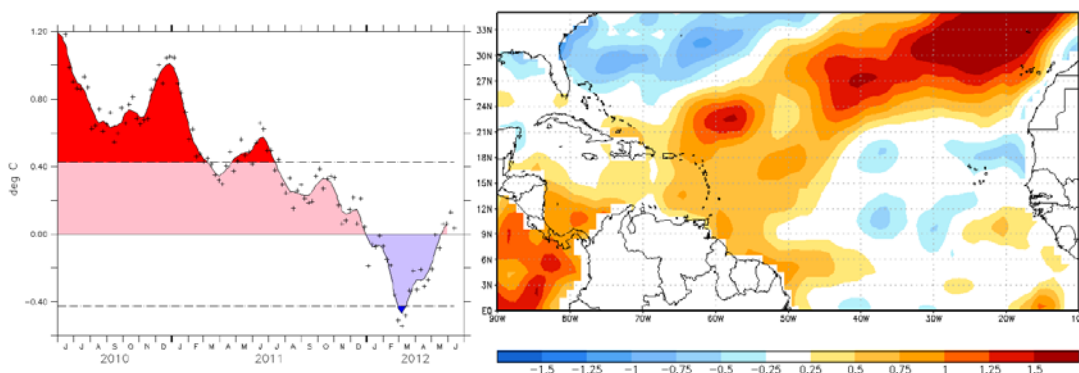 deg C
1.20
0.80
0.40
0.00
-0.40
J J A S O N D J F M A M J J A S O N D J F M A M J
2010 2011 2012
33N
30N
27N
24N
21N
18N
15N
12N
9N
6N
3N
EQ
90W 80W 70W 60W 50W 40W 30W 20W 10W
-1.5 -1.25 -1 -0.75 -0.5 -0.25 0.25 0.5 0.75 1 1.25 1.5